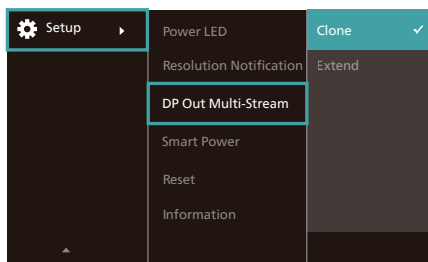 Setup
Power LED
Resolution Notification
DP Out Multi-Stream
Smart Power
Reset
Information
Clone
Extend